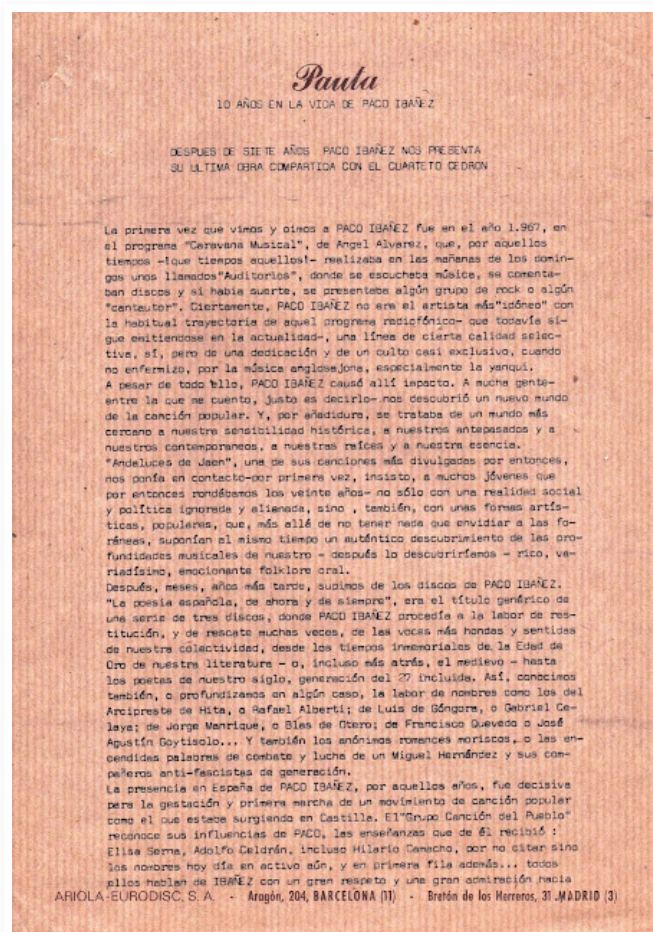 Pauta
10 AÑOS EN LA VIDA DE PACO IBAÑEZ
DESPUES DE SIETE AÑOS PACO IBAÑEZ NOS PRESENTA
SU ULTIMA OBRA COMPARTIDA CON EL CUARTETO CEDRON
La primera vez que vimos y oimos a PACO IBAÑEZ fue en el año 1.967, en
el programa "Caravana Musical", de Angel Alvarez, que, por aquellos
tiempos -¡que tiempos aquellos!- realizaba en las mañanas de los domin-
gos unos llamados"Auditorios", donde se escuchaba música, se comenta-
ban discos y si habia suerte, se presentaba algún grupo de rock o algún
"cantautor". Ciertamente, PACO IBAÑEZ no era el artista más"idóneo" con
la habitual trayectoria de aquel programa radiofónico- que todavía si-
gue emitiendose en la actualidad-, una línea de cierta calidad selec-
tiva, sí, pero de una dedicación y de un culto casi exclusivo, cuando
no enfermizo, por la música anglosajona, especialmente la yanqui.
A pesar de todo ello, PACO IBAÑEZ causó allí impacto. A mucha gente-
entre la que me cuento, justo es decirlo- nos descubrió un nuevo mundo
de la canción popular. Y, por añadidura, se trataba de un mundo más
cercano a nuestra sensibilidad histórica, a nuestros antepasados y a
nuestros contemporaneos, a nuestras raíces y a nuestra esencia.
"Andaluces de Jaen", una de sus canciones más divulgadas por entonces,
nos ponía en contacto-por primera vez, insisto, a muchos jóvenes que
por entonces rondábamos los veinte años- no sólo con una realidad social
y política ignorada y alienada, sino , también, con unas formas artís-
ticas, populares, que, más allá de no tener nada que envidiar a las fo-
ráneas, suponían al mismo tiempo un auténtico descubrimiento de las pro-
fundidades musicales de nuestro - después lo descubriríamos - rico, va-
riadísimo, emocionante folklore oral.
Después, meses, años más tarde, supimos de los discos de PACO IBAÑEZ.
"La poesia española, de ahora y de siempre", era el título genérico de
una serie de tres discos, donde PACO IBAÑEZ procedía a la labor de res-
titución, y de rescate muchas veces, de las voces más hondas y sentidas
de nuestra colectividad, desde los tiempos inmemoriales de la Edad de
Oro de nuestra literatura - o, incluso más atrás, el medievo - hasta
los poetas de nuestro siglo, generación del 27 incluida. Así, conocimos
también, o profundizamos en algún caso, la labor de nombres como los del
Arcipreste de Hita, o Rafael Alberti; de Luis de Góngora, o Gabriel Ce-
laya; de Jorge Manrique, o Blas de Otero; de Francisco Quevedo o José
Agustín Goytisolo... Y también los anónimos romances moriscos, o las en-
cendidas palabras de combate y lucha de un Miguel Hernández y sus com-
pañeros anti-fascistas de generación.
La presencia en España de PACO IBAÑEZ, por aquellos años, fue decisiva
para la gestación y primera marcha de un movimiento de canción popular
como el que estaba surgiendo en Castilla. El"Grupo Canción del Pueblo"
reconoce sus influencias de PACO, las enseñanzas que de él recibió :
Elisa Serna, Adolfo Celdrán, incluso Hilario Camacho, por no citar sino
los nombres hoy día en activo aún, y en primera fila además... todos
ellos hablan de IBAÑEZ con un gran respeto y una gran admiración hacia
ARIOLA-EURODISC, S. A. - Aragón, 204, BARCELONA (11) - Bretón de los Herreros, 31 .MADRID (3)